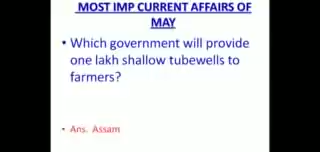 MOST IMP CURRENT AFFAIRS OF
MAY
• Which government will provide
one lakh shallow tubewells to
farmers?
• Ans. Assam